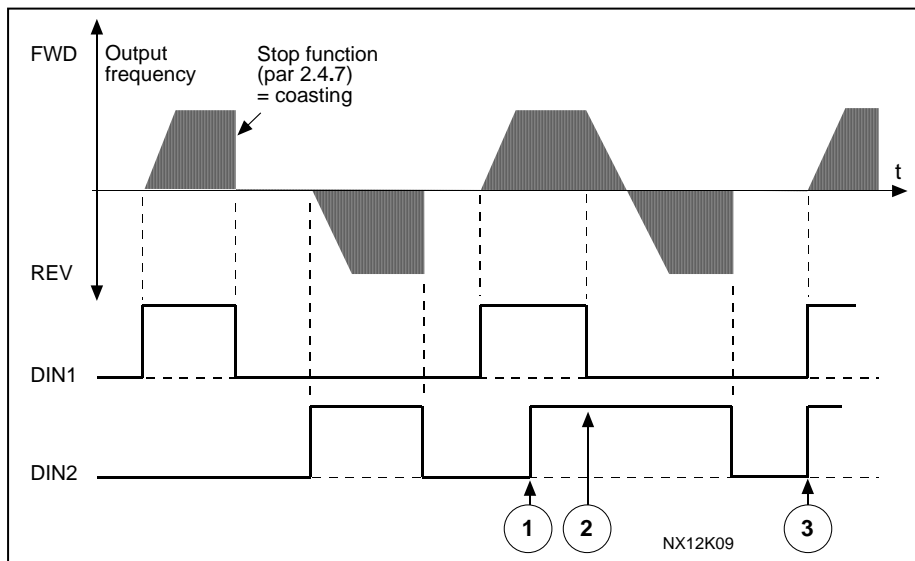 FWD
Output
frequency
Stop function
(par 2.4.7)
= coasting
t
REV
DIN1
DIN2
1
2
3
NX12K09